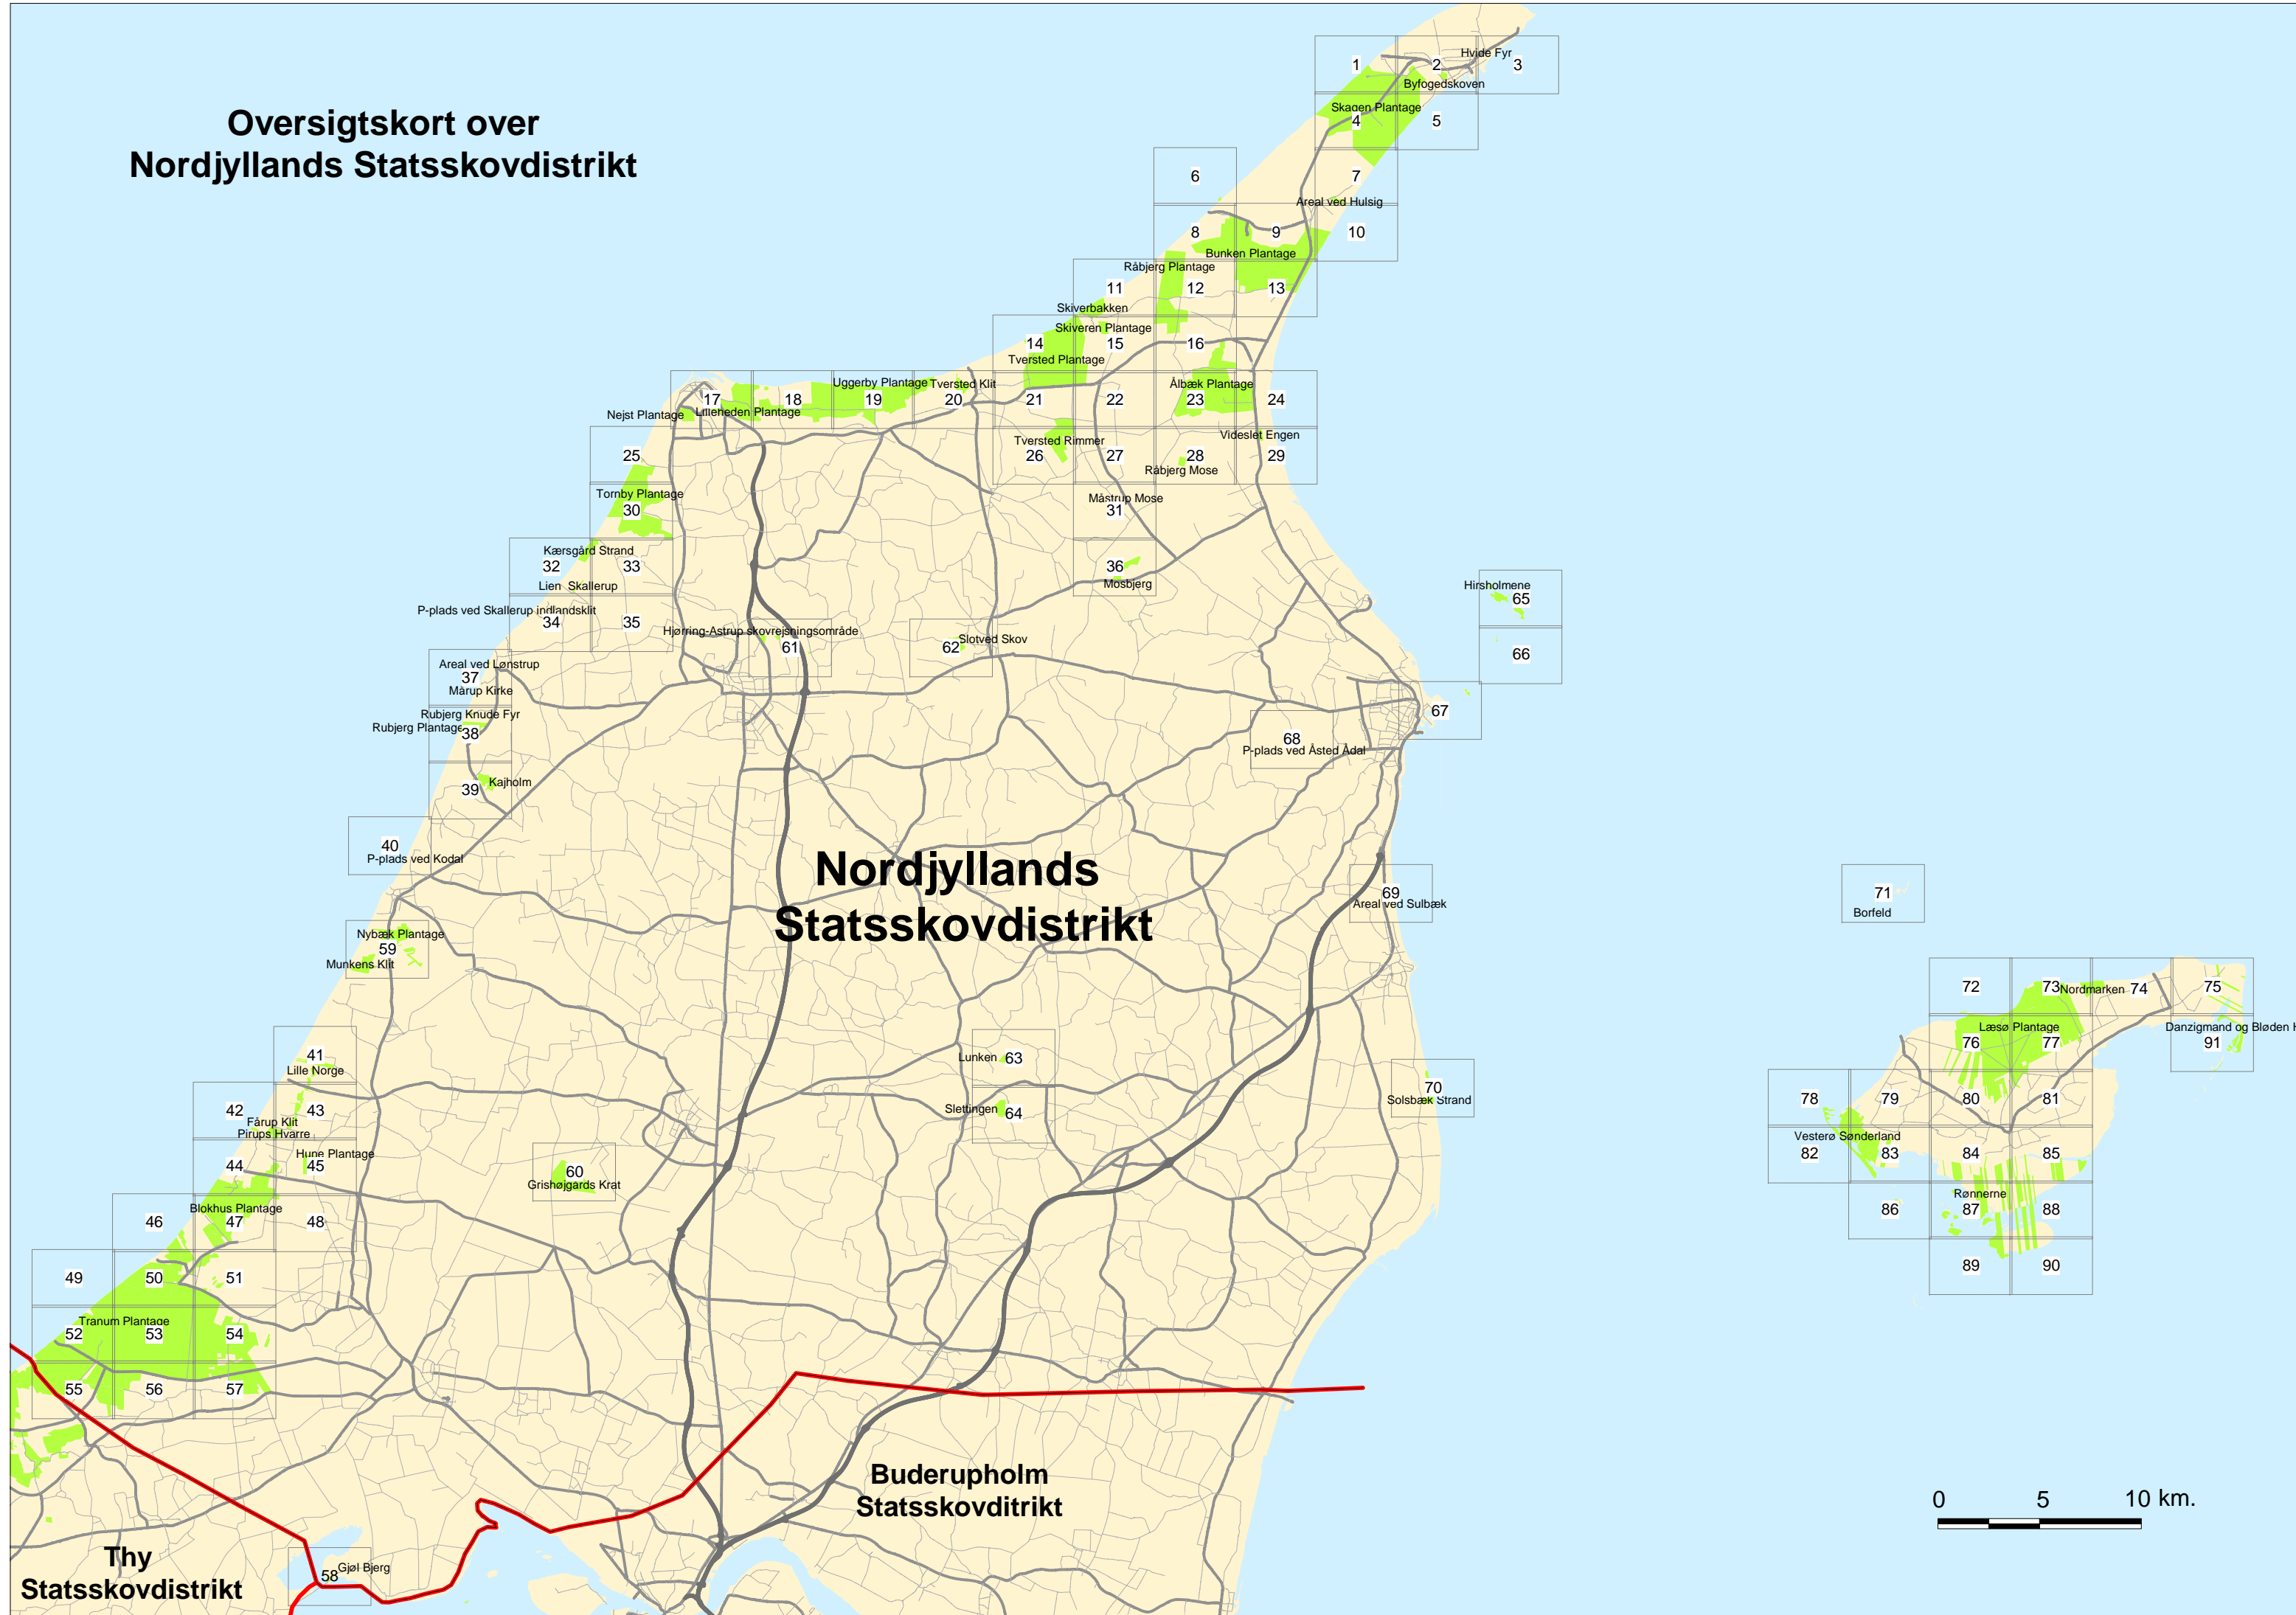 Oversigtskort over
Nordjyllands Statsskovdistrikt
1
2
Hvide Fyr
3
Byfogedskoven
Skagen Plantage
4
5
6
7
Areal ved Hulsig
8
9
10
Bunken Plantage
Råbjerg Plantage
11
12
13
Skiverbakken
Skiveren Plantage
14
15
16
Tversted Plantage
Uggerby Plantage
Tversted Klit
Ålbæk Plantage
17
18
19
20
21
22
23
24
Nejst Plantage
Lilleheden Plantage
Tversted Rimmer
Videslet Engen
25
26
27
28
29
Råbjerg Mose
Tornby Plantage
30
Måstrup Mose
31
Kærsgård Strand
32
33
36
Mosbjerg
Lien Skallerup
Hirsholmene
65
P-plads ved Skallerup indlandsklit
34
35
Hjørring-Astrup skovrejsningsområde
61
Slotved Skov
62
66
Areal ved Lønstrup
37
Mårup Kirke
Rubjerg Knude Fyr
Rubjerg Plantage
38
67
68
P-plads ved Åsted Ådal
Kajholm
39
40
P-plads ved Kodal
Nordjyllands
Statsskovdistrikt
69
Areal ved Sulbæk
71
Borfeld
Nybæk Plantage
59
Munkens Klit
72
73
Nordmarken
74
75
Læsø Plantage
Danzigmand og Bløden H
76
77
91
41
Lille Norge
Lunken
63
70
Solsbæk Strand
42
43
Fårup Klit
Pirups Hvarre
Slettingen
64
78
79
80
81
Vesterø Sønderland
Hune Plantage
44
45
82
83
84
85
60
Grishøjgards Krat
Rønnerne
Blokhus Plantage
46
47
48
86
87
88
49
50
51
89
90
Tranum Plantage
52
53
54
55
56
57
Buderupholm
Statsskovditrikt
0
5
10 km.
Thy
Statsskovdistrikt
58
Gjøl Bjerg